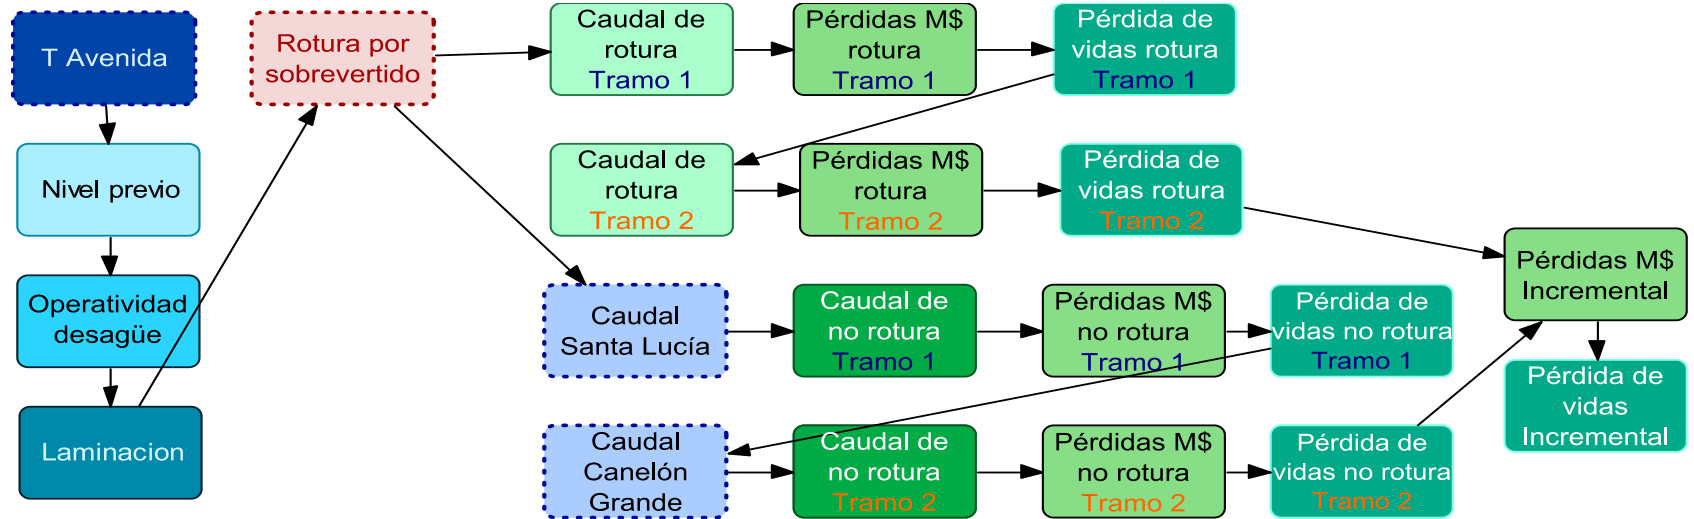 T Avenida
Nivel previo
Operatividad
desagüe
Laminacion
Rotura por
sobrevertido
Caudal de
rotura
Tramo 1
Pérdidas M$
rotura
Tramo 1
Pérdida de
vidas rotura
Tramo 1
Caudal de
rotura
Tramo 2
Pérdidas M$
rotura
Tramo 2
Pérdida de
vidas rotura
Tramo 2
Caudal
Santa Lucía
Caudal de
no rotura
Tramo 1
Pérdidas M$
no rotura
Tramo 1
Pérdida de
vidas no rotura
Tramo 1
Caudal
Canelón
Grande
Caudal de
no rotura
Tramo 2
Pérdidas M$
no rotura
Tramo 2
Pérdida de
vidas no rotura
Tramo 2
Pérdidas M$
Incremental
Pérdida de
vidas
Incremental